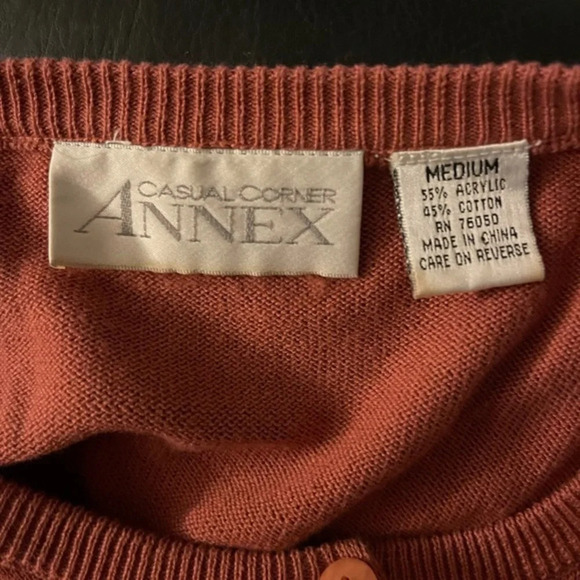 CASUAL CORNER
ANNEX
MEDIUM
55% ACRYLIC
45% COTTON
RN 76050
MADE IN CHINA
CARE ON REVERSE